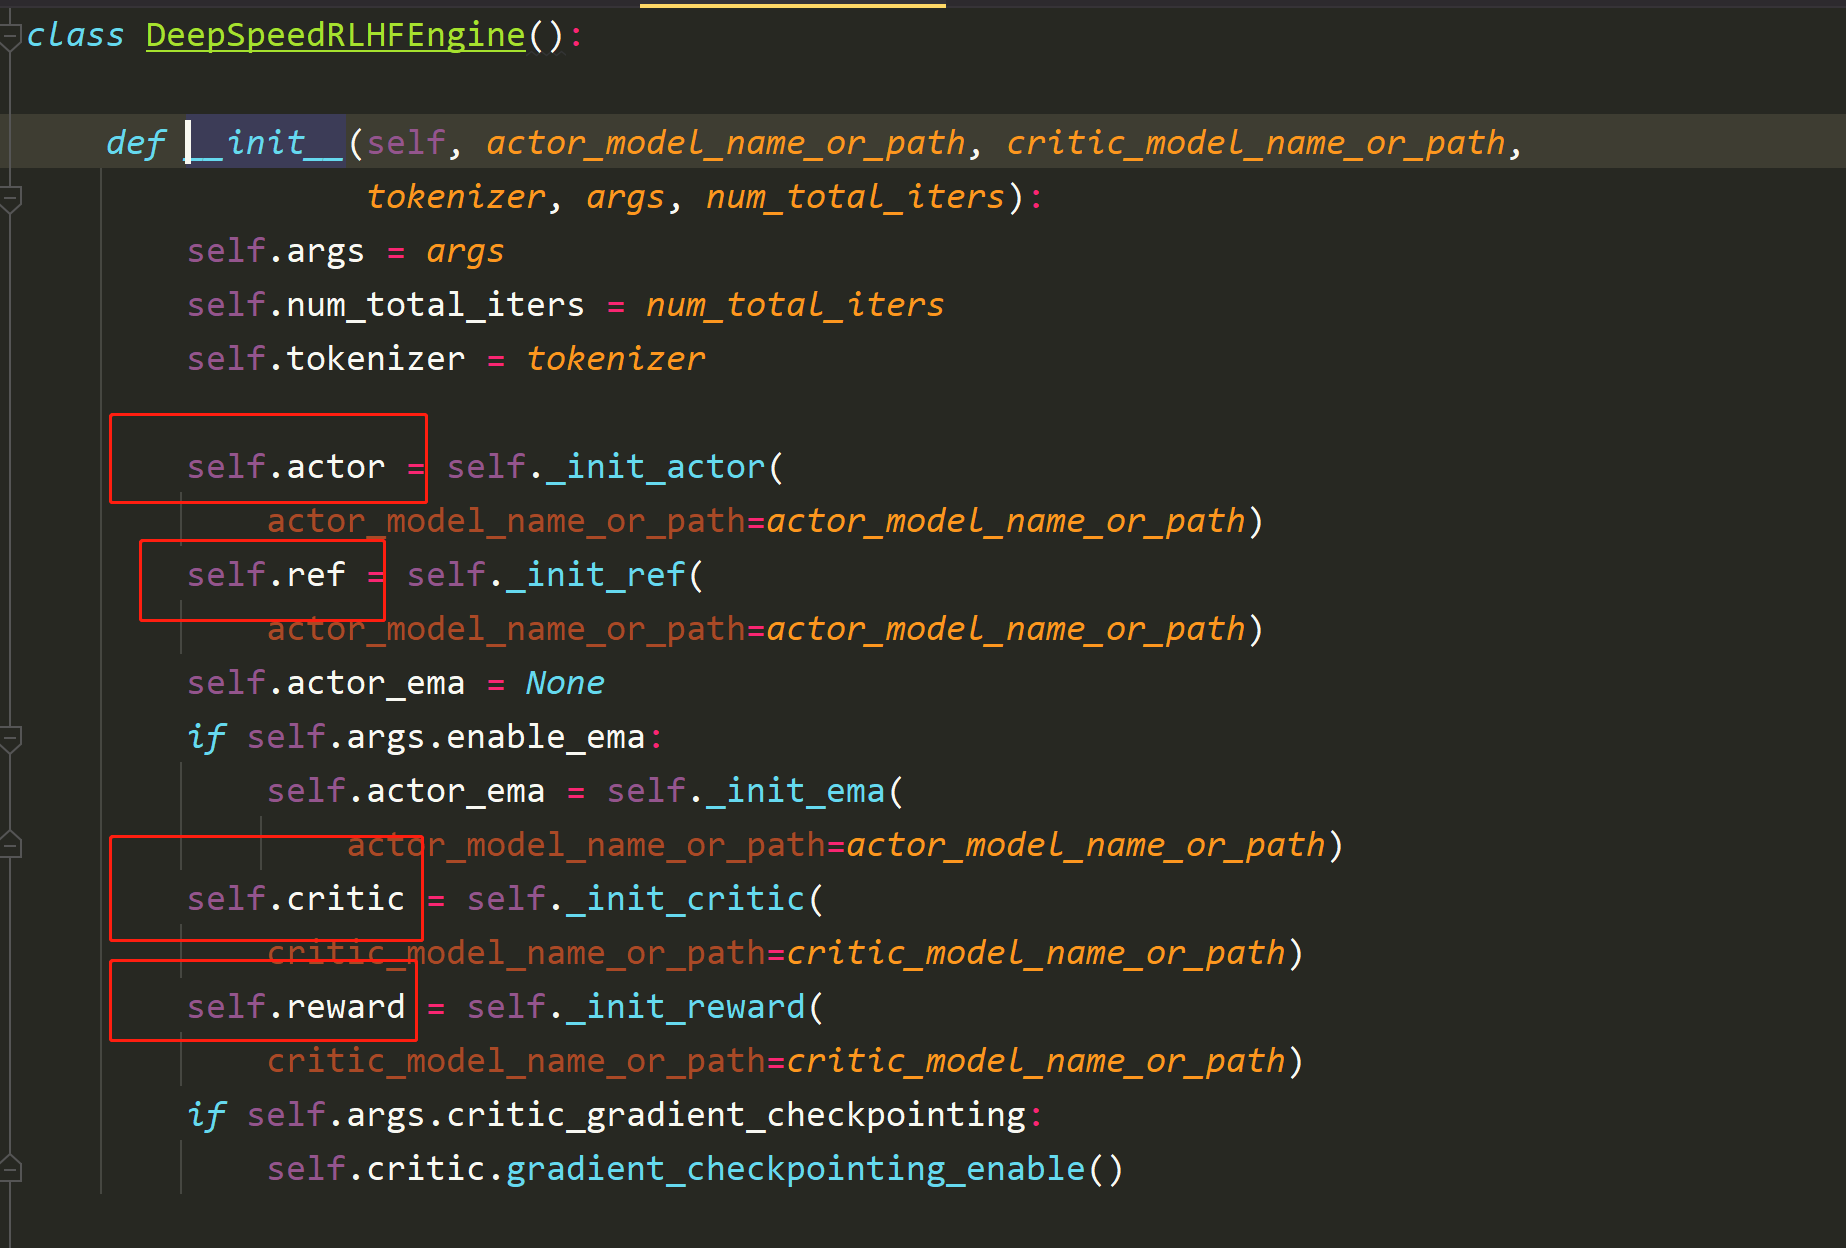 class DeepSpeedRLHFEngine():
def __init__(self, actor_model_name_or_path, critic_model_name_or_path,
tokenizer, args, num_total_iters):
self.args = args
self.num_total_iters = num_total_iters
self.tokenizer = tokenizer
self.actor = self._init_actor(
actor_model_name_or_path=actor_model_name_or_path)
self.ref = self._init_ref(
actor_model_name_or_path=actor_model_name_or_path)
self.actor_ema = None
if self.args.enable_ema:
self.actor_ema = self._init_ema(
actor_model_name_or_path=actor_model_name_or_path)
self.critic = self._init_critic(
critic_model_name_or_path=critic_model_name_or_path)
self.reward = self._init_reward(
critic_model_name_or_path=critic_model_name_or_path)
if self.args.critic_gradient_checkpointing:
self.critic.gradient_checkpointing_enable()